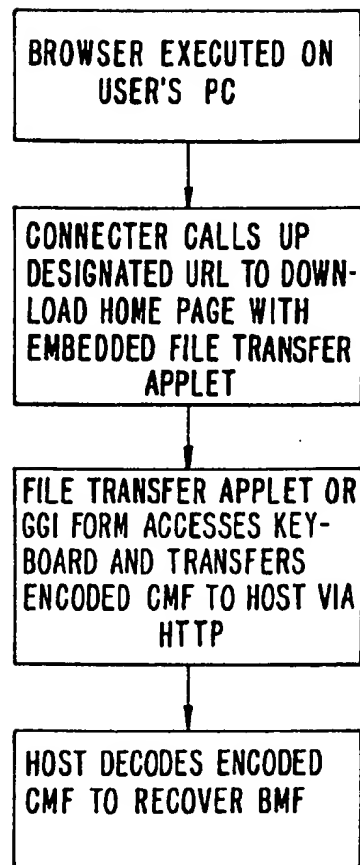 BROWSER EXECUTED ON
USER'S PC
CONNECTER CALLS UP
DESIGNATED URL TO DOWN-
LOAD HOME PAGE WITH
EMBEDDED FILE TRANSFER
APPLET
FILE TRANSFER APPLET OR
GGI FORM ACCESSES KEY-
BOARD AND TRANSFERS
ENCODED CMF TO HOST VIA
HTTP
HOST DECODES ENCODED
CMF TO RECOVER BMF